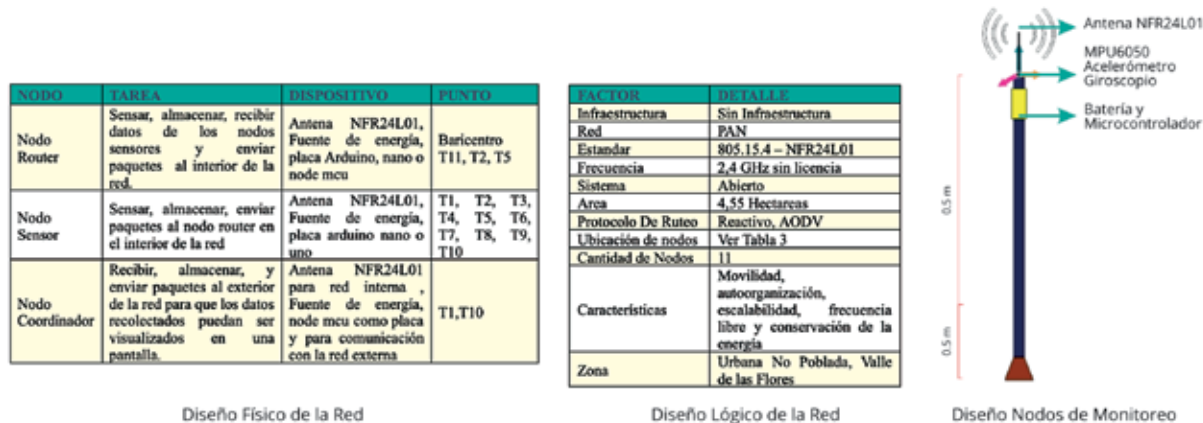 NODO TAREA DISPOSITIVO PUNTO
Nodo Router
Sensar, almacenar, recibir
datos de los nodos
sensores y enviar
paquetes al interior de la
red.
Antena NFR24L01,
Fuente de energía,
placa Arduino, nano o
node mcu
Baricentro
T11, T2, T5
Nodo
Sensor
Sensar, almacenar, enviar
paquetes al nodo router en
el interior de la red
Antena NFR24L01,
Fuente de energía,
placa arduino nano o
uno
T1, T2, T3,
T4, T5, T6,
T7, T8, T9,
T10
Nodo
Coordinador
Recibir, almacenar, y
enviar paquetes al exterior
de la red para que los datos
recolectados puedan ser
visualizados en una
pantalla.
Antena NFR24L01
para red interna ,
Fuente de energía,
node mcu como placa
y para comunicación
con la red externa
T1,T10
Diseño Físico de la Red
FACTOR DETALLE
Infraestructura Sin Infraestructura
Red PAN
Estandar 805.15.4 – NFR24L01
Frecuencia 2,4 GHz sin licencia
Sistema Abierto
Area 4,55 Hectareas
Protocolo De Ruteo Reactivo, AODV
Ubicación de nodos Ver Tabla 3
Cantidad de Nodos 11
Características
Movilidad,
autoorganización,
escalabilidad, frecuencia
libre y conservación de la
energía
Zona
Urbana No Poblada, Valle
de las Flores
Diseño Lógico de la Red
Antena NFR24L01
MPU6050
Acelerómetro
Giroscopio
Batería y
Microcontrolador
0.5 m
0.5 m
Diseño Nodos de Monitoreo